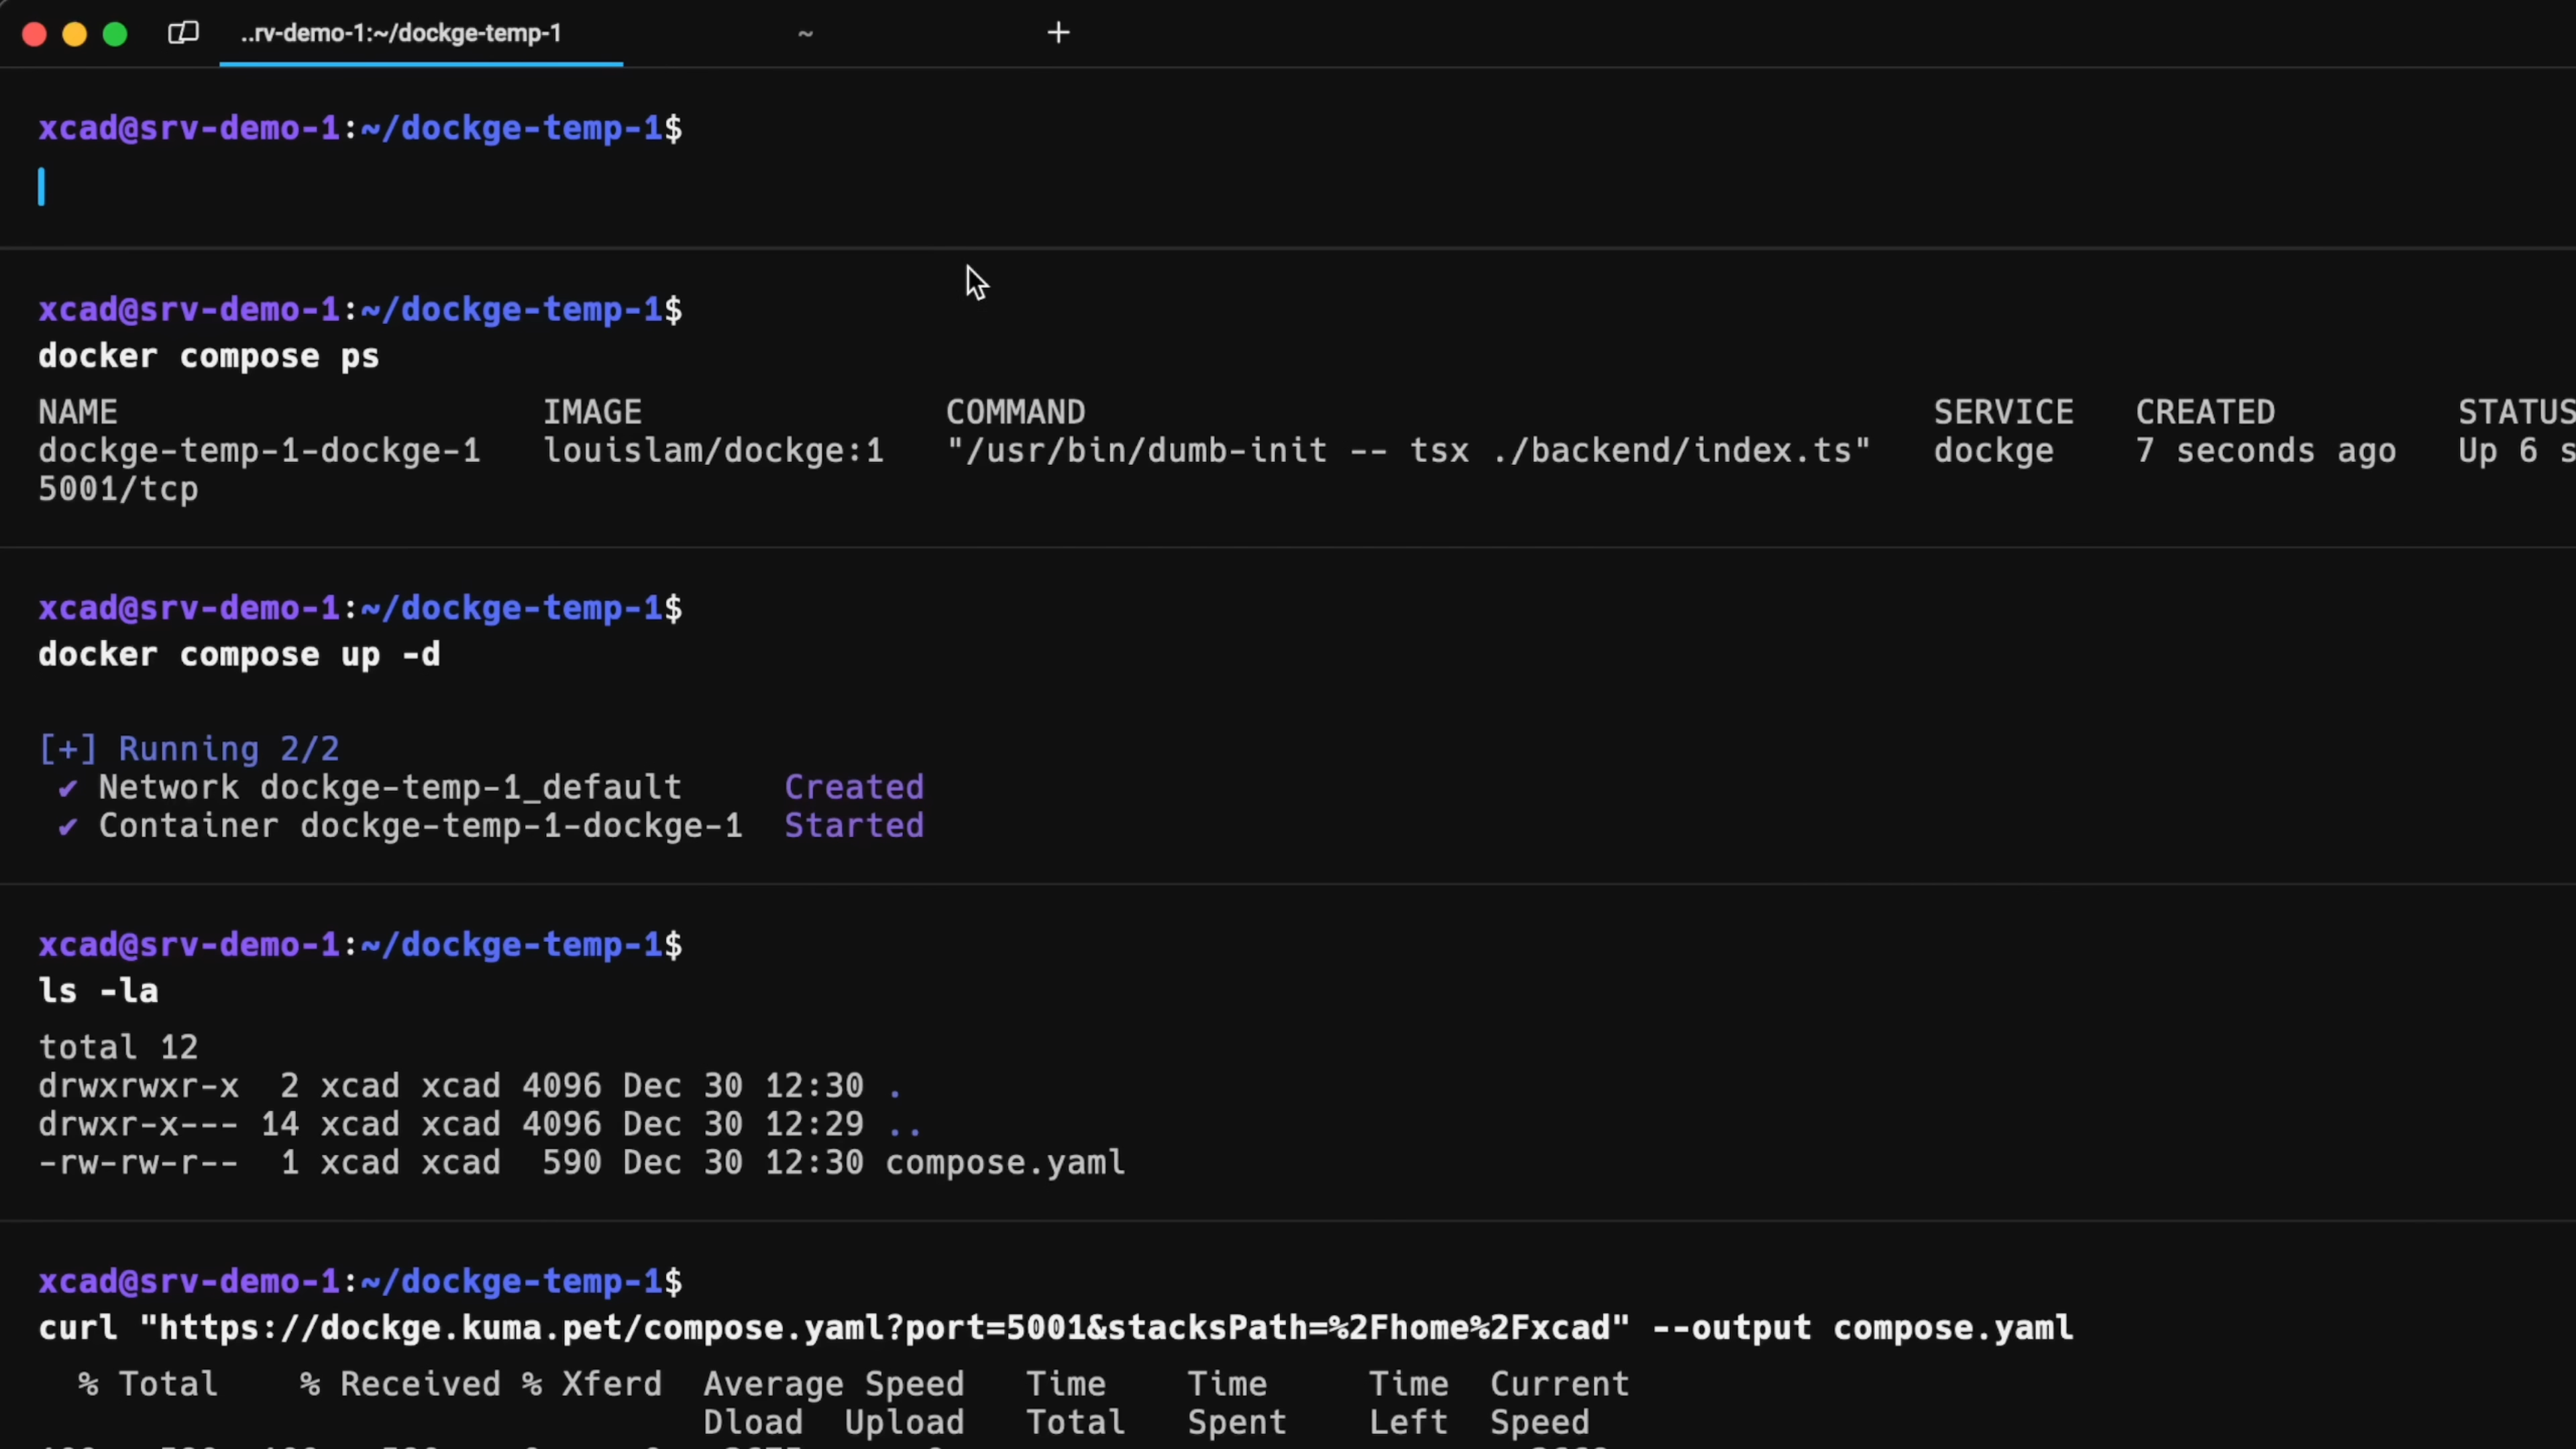 ..rv-demo-1:~/dockge-temp-1 ~ +
xcad@srv-demo-1:~/dockge-temp-1$
xcad@srv-demo-1:~/dockge-temp-1$
docker compose ps
NAME IMAGE COMMAND SERVICE CREATED STATUS
dockge-temp-1-dockge-1 louislam/dockge:1 "/usr/bin/dumb-init -- tsx ./backend/index.ts" dockge 7 seconds ago Up 6 s
5001/tcp
xcad@srv-demo-1:~/dockge-temp-1$
docker compose up -d
[+] Running 2/2
✔ Network dockge-temp-1_default Created
✔ Container dockge-temp-1-dockge-1 Started
xcad@srv-demo-1:~/dockge-temp-1$
ls -la
total 12
drwxrwxr-x 2 xcad xcad 4096 Dec 30 12:30 .
drwxr-x--- 14 xcad xcad 4096 Dec 30 12:29 ..
-rw-rw-r-- 1 xcad xcad 590 Dec 30 12:30 compose.yaml
xcad@srv-demo-1:~/dockge-temp-1$
curl "https://dockge.kuma.pet/compose.yaml?port=5001&stacksPath=%2Fhome%2Fxcad" --output compose.yaml
% Total % Received % Xferd Average Speed Time Time Time Current
Dload Upload Total Spent Left Speed